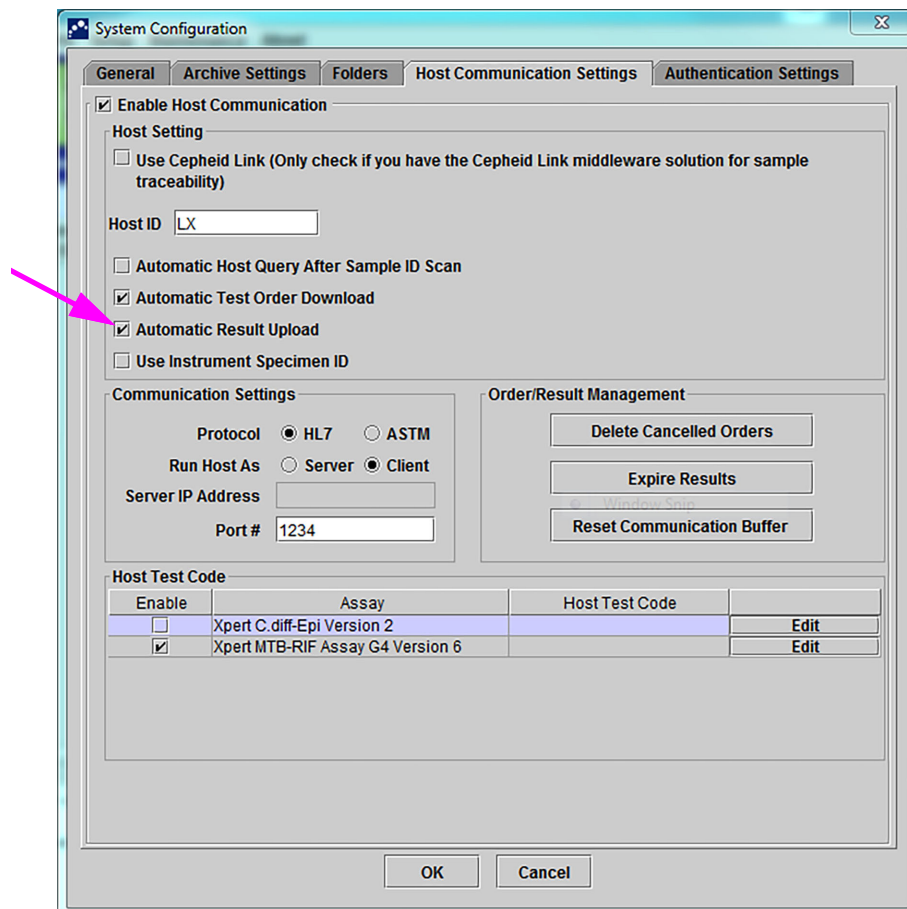 System Configuration
General Archive Settings Folders Host Communication Settings Authentication Settings
Enable Host Communication
Host Setting
Use Cepheid Link (Only check if you have the Cepheid Link middleware solution for sample
traceability)
Host ID LX
Automatic Host Query After Sample ID Scan
Automatic Test Order Download
Automatic Result Upload
Use Instrument Specimen ID
Communication Settings
Protocol HL7 ASTM
Run Host As Server Client
Server IP Address
Port # 1234
Order/Result Management
Delete Cancelled Orders
Expire Results
Window Snip
Reset Communication Buffer
Host Test Code
Enable Assay Host Test Code
Xpert C.diff-Epi Version 2 Edit
Xpert MTB-RIF Assay G4 Version 6 Edit
OK Cancel